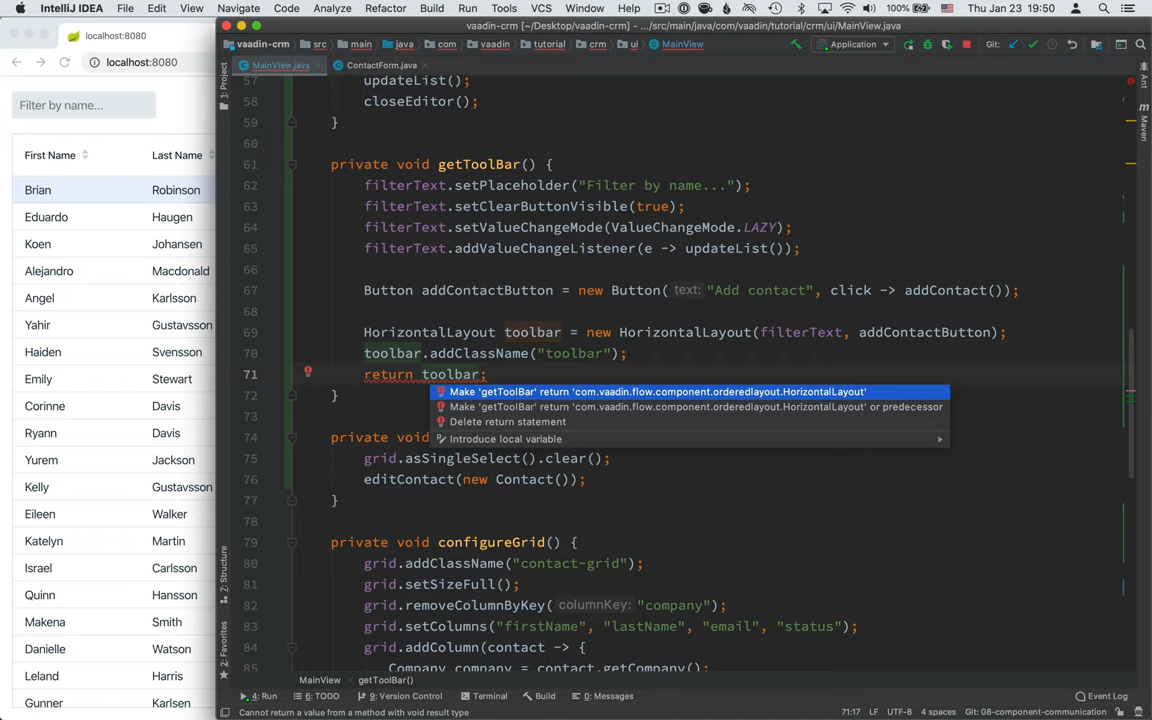 IntelliJ IDEA File Edit View Navigate Code Analyze Refactor Build Run Tools VCS Window Help 100% Thu Jan 23 19:50
localhost:8080
localhost:8080
Filter by name...
First Name Last Name
Brian Robinson
Eduardo Haugen
Koen Johansen
Alejandro Macdonald
Angel Karlsson
Yahir Gustavsson
Haiden Svensson
Emily Stewart
Corinne Davis
Ryann Davis
Yurem Jackson
Kelly Gustavsson
Eileen Walker
Katelyn Martin
Israel Carlsson
Quinn Hansson
Makena Smith
Danielle Watson
Leland Harris
Gunner Karlsen
vaadin-crm [~/Desktop/vaadin-crm] - .../src/main/java/com/vaadin/tutorial/crm/ui/MainView.java
vaadin-crm src main java com vaadin tutorial crm ui MainView Application Git:
MainView.java ContactForm.java
1: Project
Ant
Maven
7: Structure
2: Favorites
57 updateList();
58 closeEditor();
59 }
60
61 private void getToolBar() {
62 filterText.setPlaceholder("Filter by name...");
63 filterText.setClearButtonVisible(true);
64 filterText.setValueChangeMode(ValueChangeMode.LAZY);
65 filterText.addValueChangeListener(e -> updateList());
66
67 Button addContactButton = new Button( text: "Add contact", click -> addContact());
68
69 HorizontalLayout toolbar = new HorizontalLayout(filterText, addContactButton);
70 toolbar.addClassName("toolbar");
71 return toolbar;
72 }
Make 'getToolBar' return 'com.vaadin.flow.component.orderedlayout.HorizontalLayout'
Make 'getToolBar' return 'com.vaadin.flow.component.orderedlayout.HorizontalLayout' or predecessor
Delete return statement
Introduce local variable
74 private void
75 grid.asSingleSelect().clear();
76 editContact(new Contact());
77 }
78
79 private void configureGrid() {
80 grid.addClassName("contact-grid");
81 grid.setSizeFull();
82 grid.removeColumnByKey( columnKey: "company");
83 grid.setColumns("firstName", "lastName", "email", "status");
84 grid.addColumn(contact -> {
85 Company company = contact.getCompany();
MainView getToolBar()
4: Run 6: TODO 9: Version Control Terminal Build 0: Messages Event Log
Cannot return a value from a method with void result type 71:17 LF UTF-8 4 spaces Git: 08-component-communication